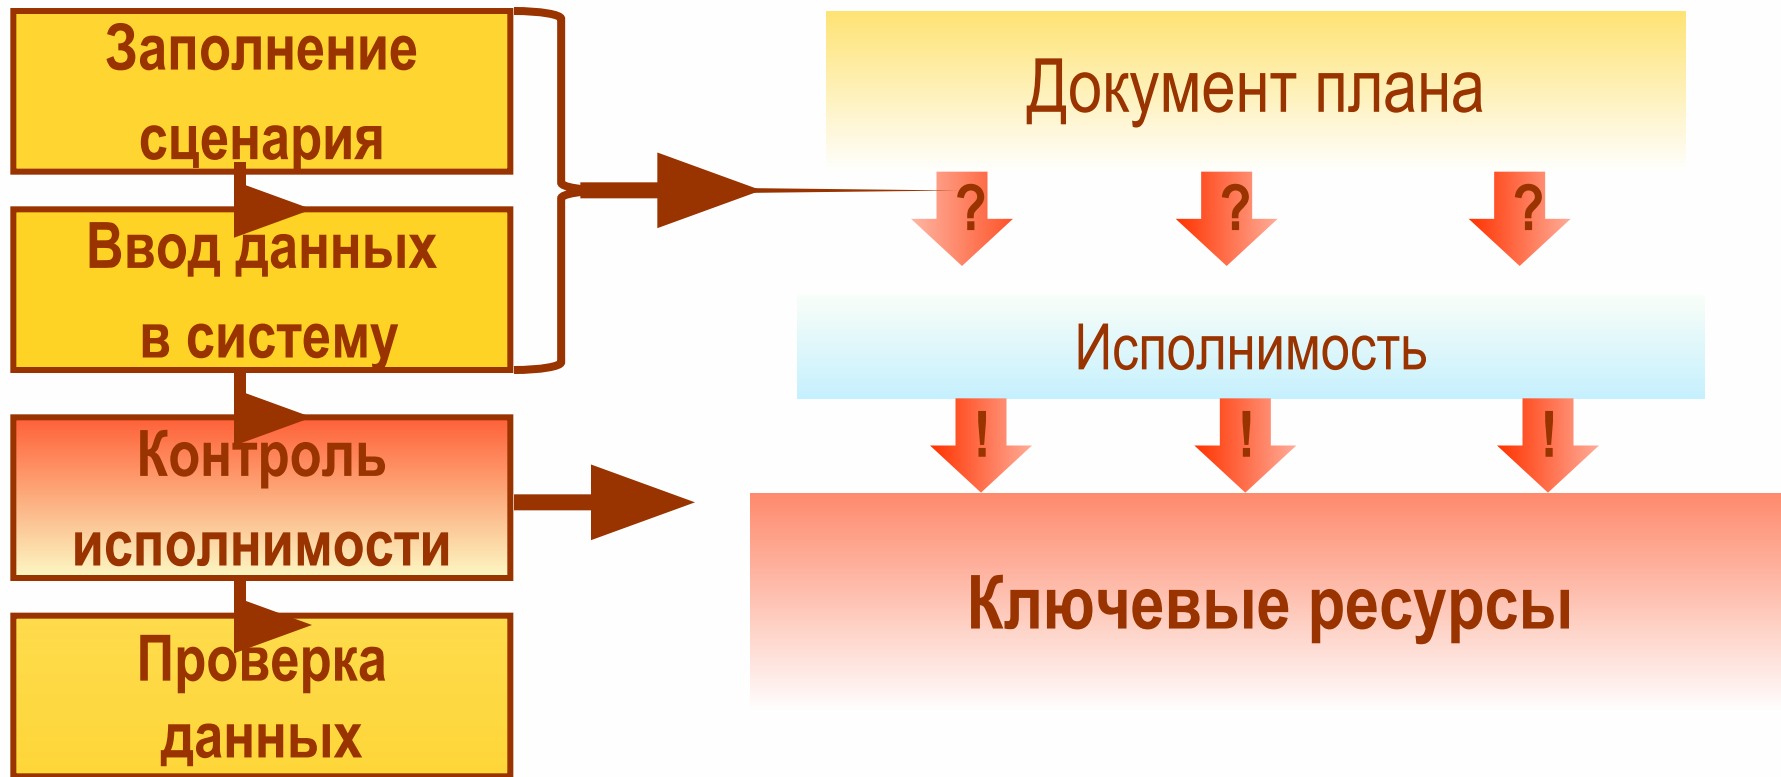 Заполнение
сценария
Ввод данных
в систему
Контроль
исполнимости
Проверка
данных
Документ плана
? ? ?
Исполнимость
! ! !
Ключевые ресурсы